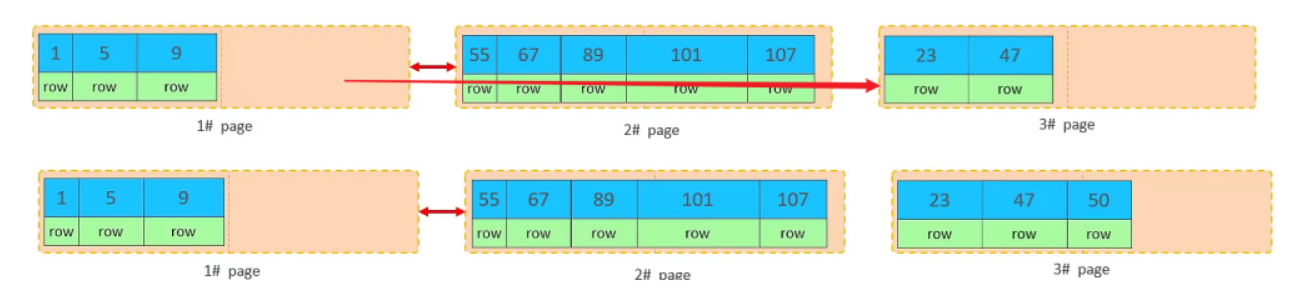 1 5 9 55 67 89 101 107 23 47
row row row row row row row row row row
1# page 2# page 3# page
1 5 9 55 67 89 101 107 23 47 50
row row row row row row row row row row row
1# page 2# page 3# page